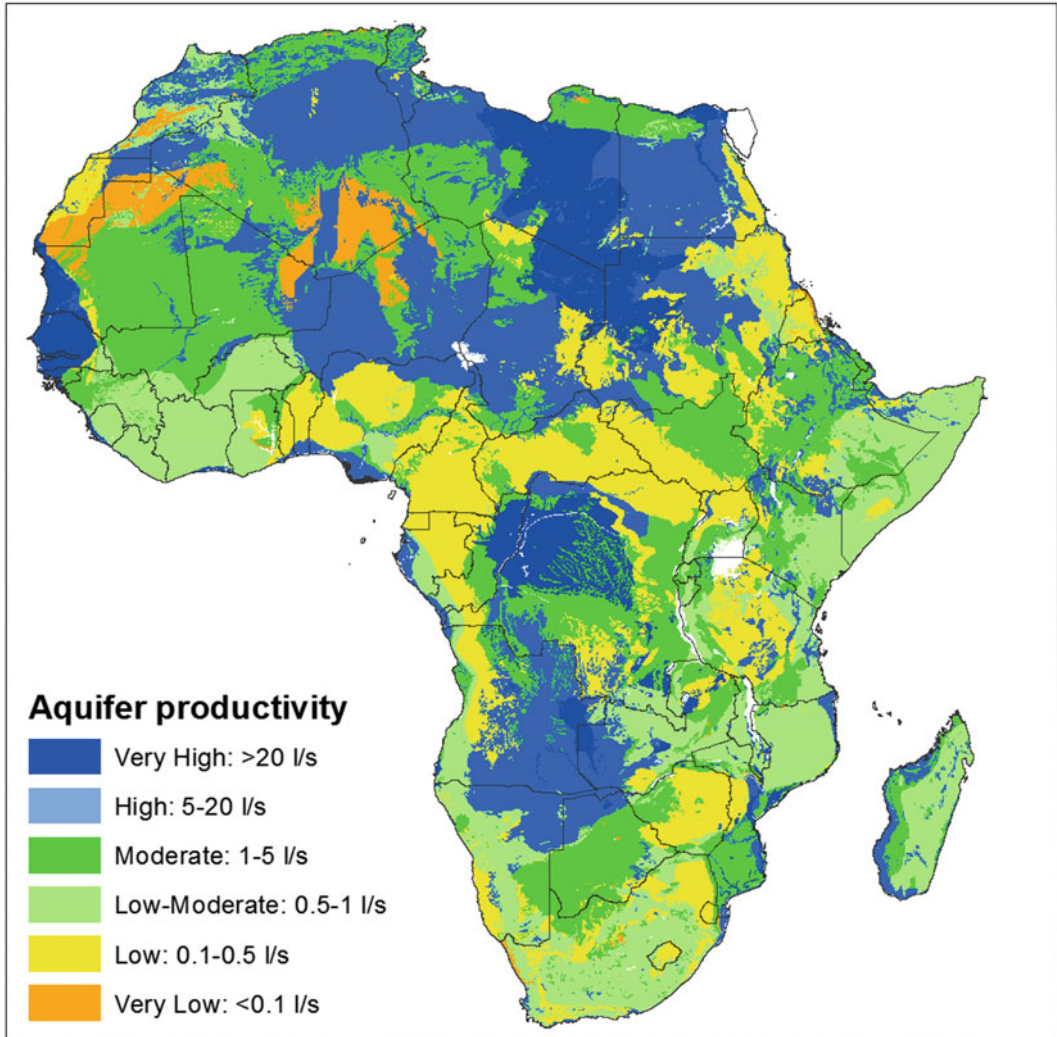 Aquifer productivity
Very High: >20 l/s
High: 5-20 l/s
Moderate: 1-5 l/s
Low-Moderate: 0.5-1 l/s
Low: 0.1-0.5 l/s
Very Low: <0.1 l/s